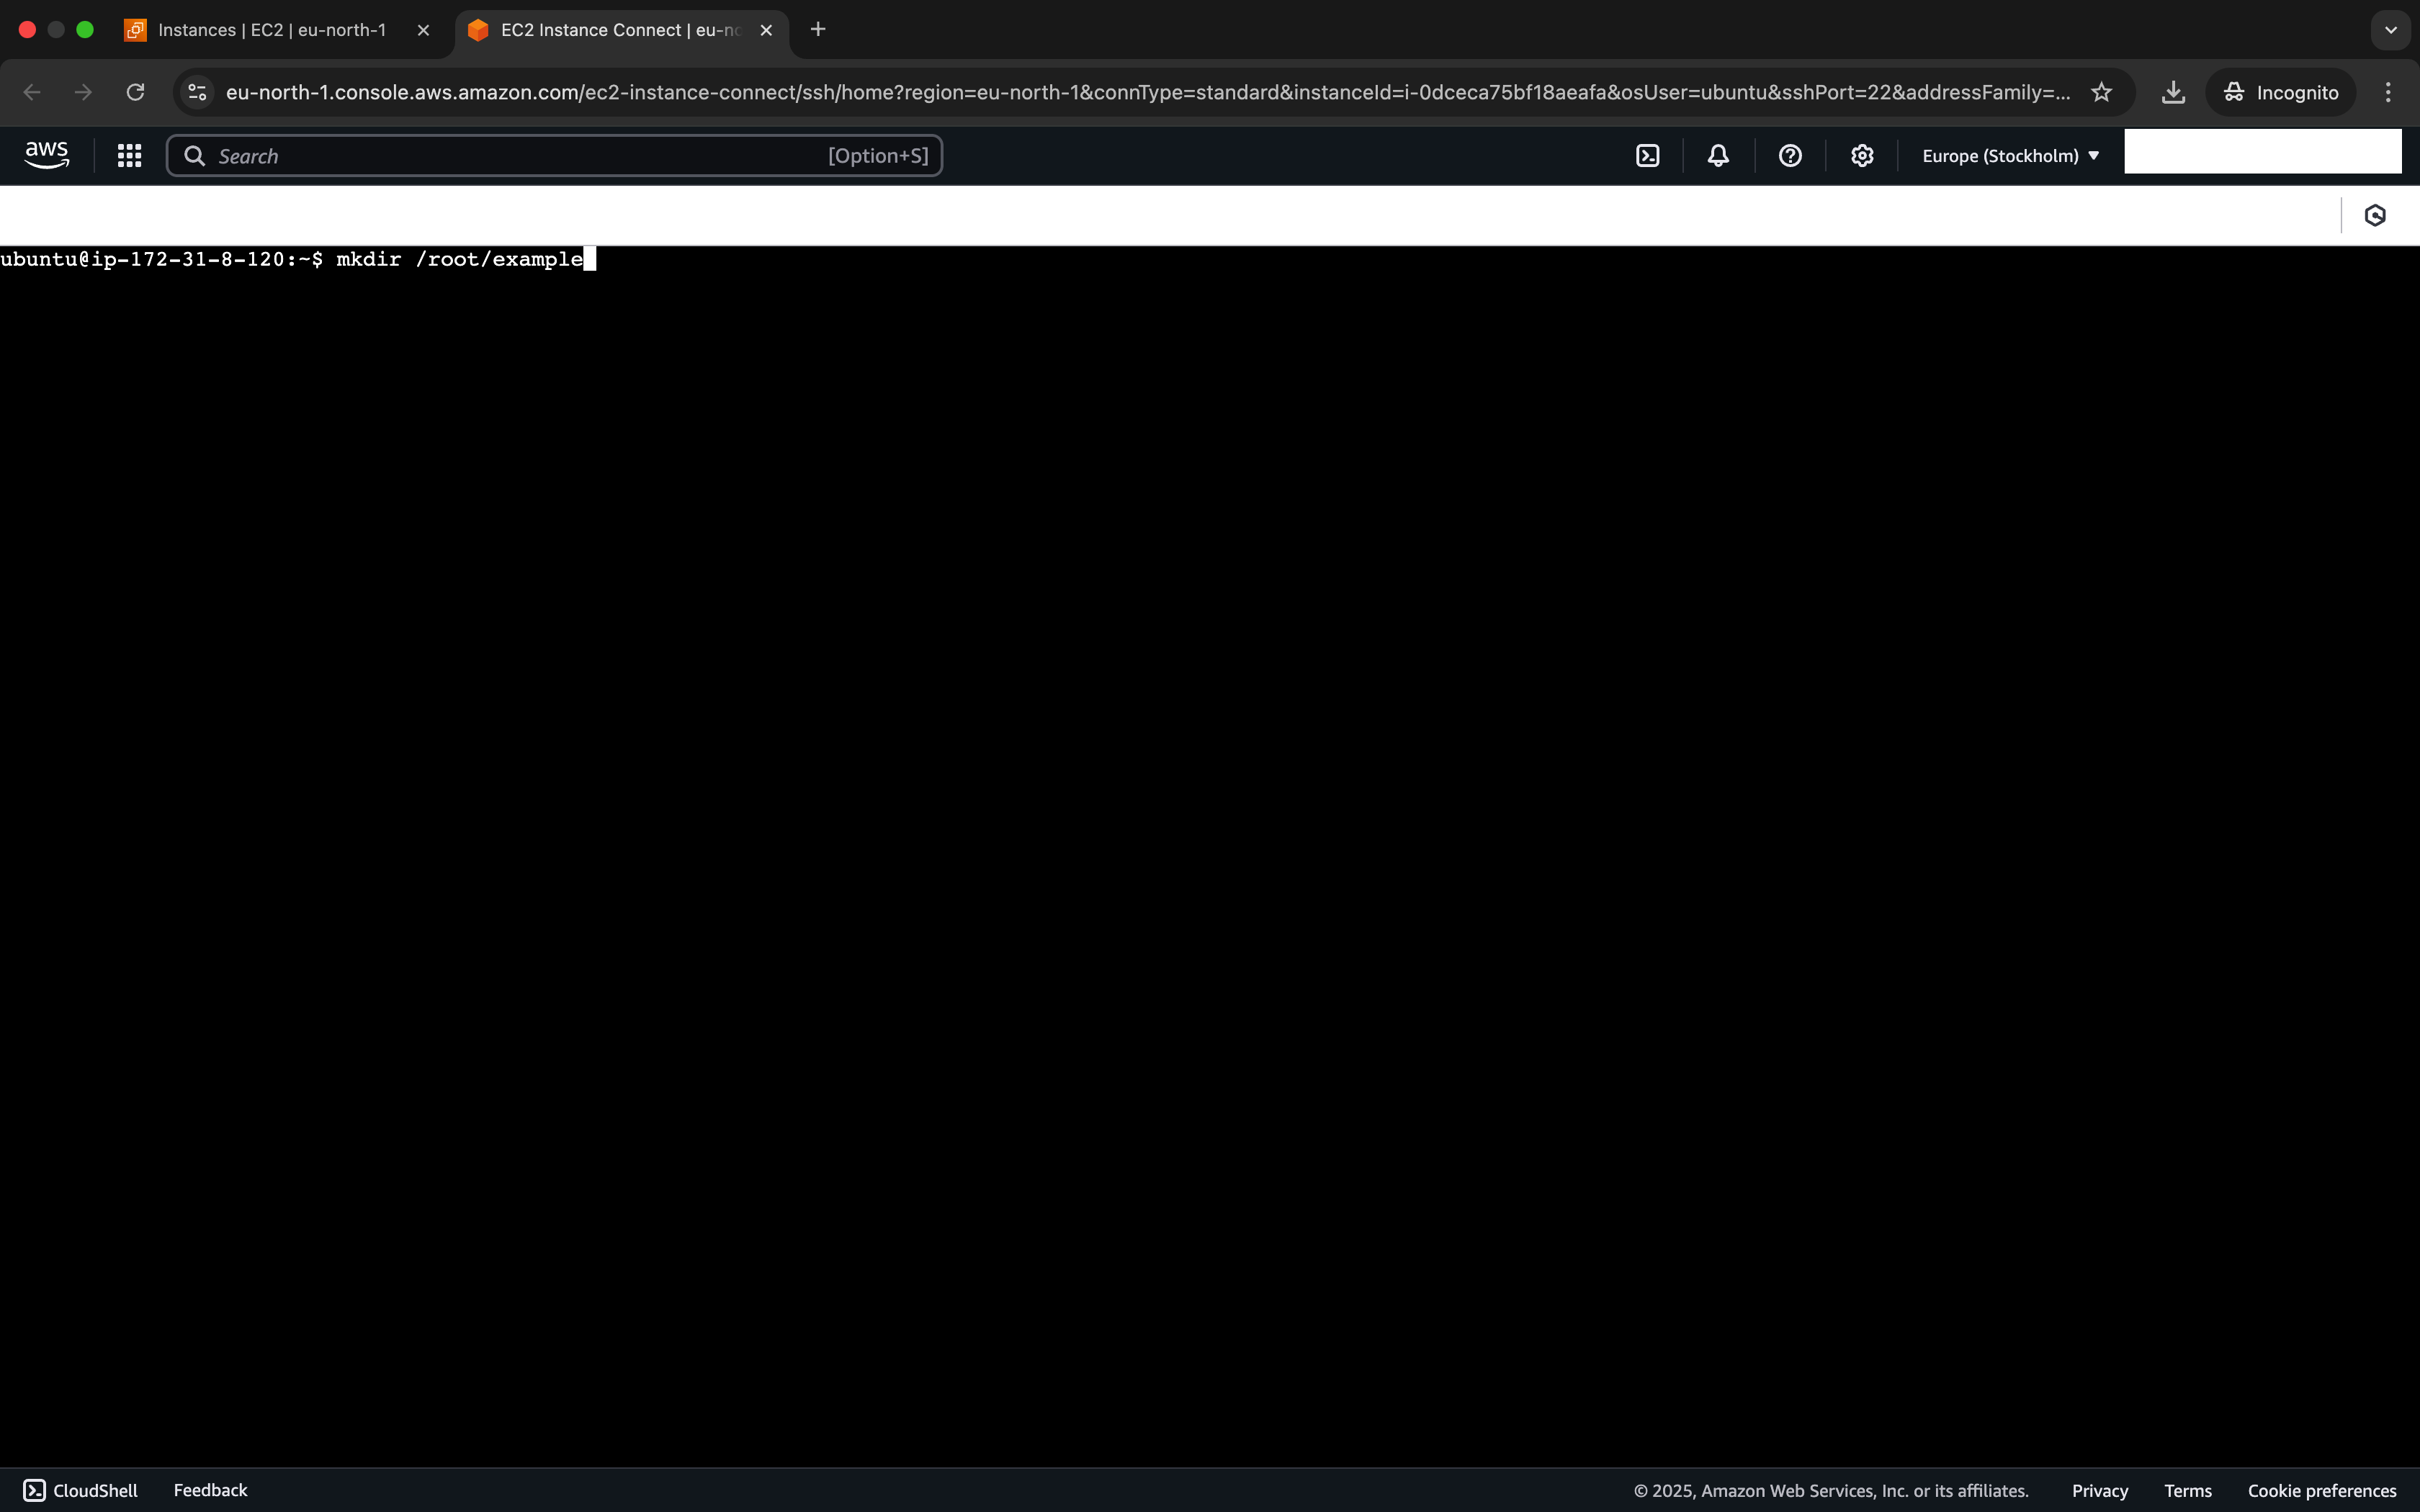 Instances | EC2 | eu-north-1
EC2 Instance Connect | eu-no
eu-north-1.console.aws.amazon.com/ec2-instance-connect/ssh/home?region=eu-north-1&connType=standard&instanceId=i-0dceca75bf18aeafa&osUser=ubuntu&sshPort=22&addressFamily=...
Incognito
aws
Search
[Option+S]
Europe (Stockholm)
ubuntu@ip-172-31-8-120:~$ mkdir /root/example
CloudShell
Feedback
© 2025, Amazon Web Services, Inc. or its affiliates.
Privacy
Terms
Cookie preferences